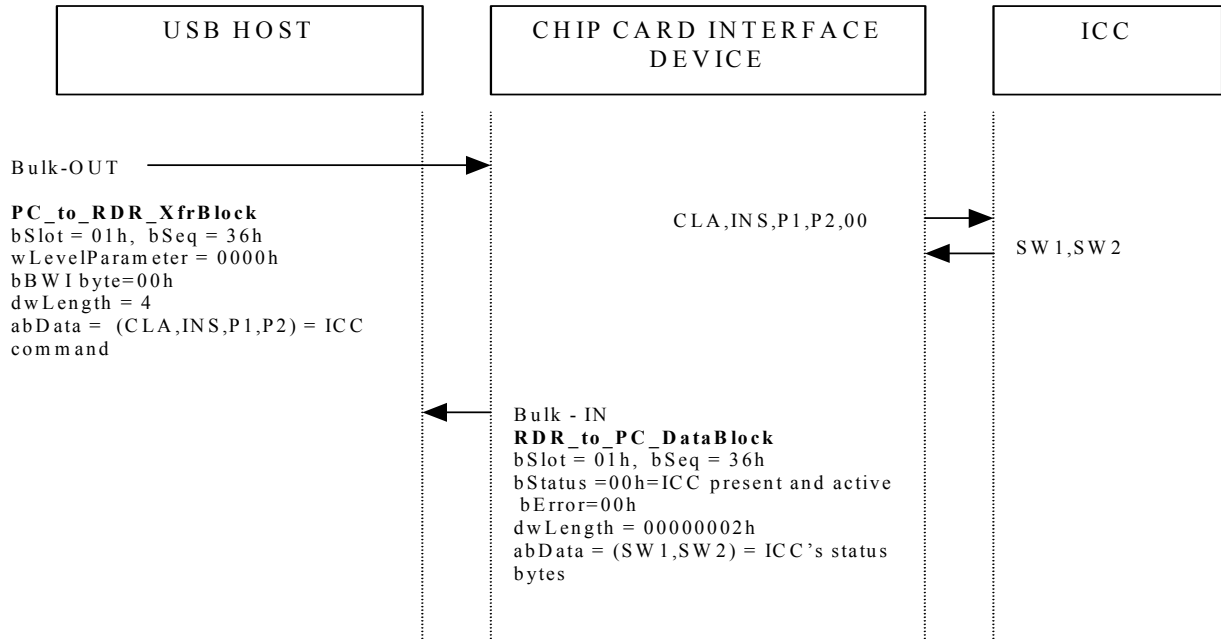 USB HOST
CHIP CARD INTERFACE
DEVICE
ICC
Bulk-OUT
PC_to_RDR_XfrBlock
bSlot = 01h, bSeq = 36h
wLevelParameter = 0000h
bBWI byte=00h
dwLength = 4
abData = (CLA,INS,P1,P2) = ICC
command
CLA,INS,P1,P2,00
SW1,SW2
Bulk - IN
RDR_to_PC_DataBlock
bSlot = 01h, bSeq = 36h
bStatus =00h=ICC present and active
bError=00h
dwLength = 00000002h
abData = (SW1,SW2) = ICC’s status
bytes